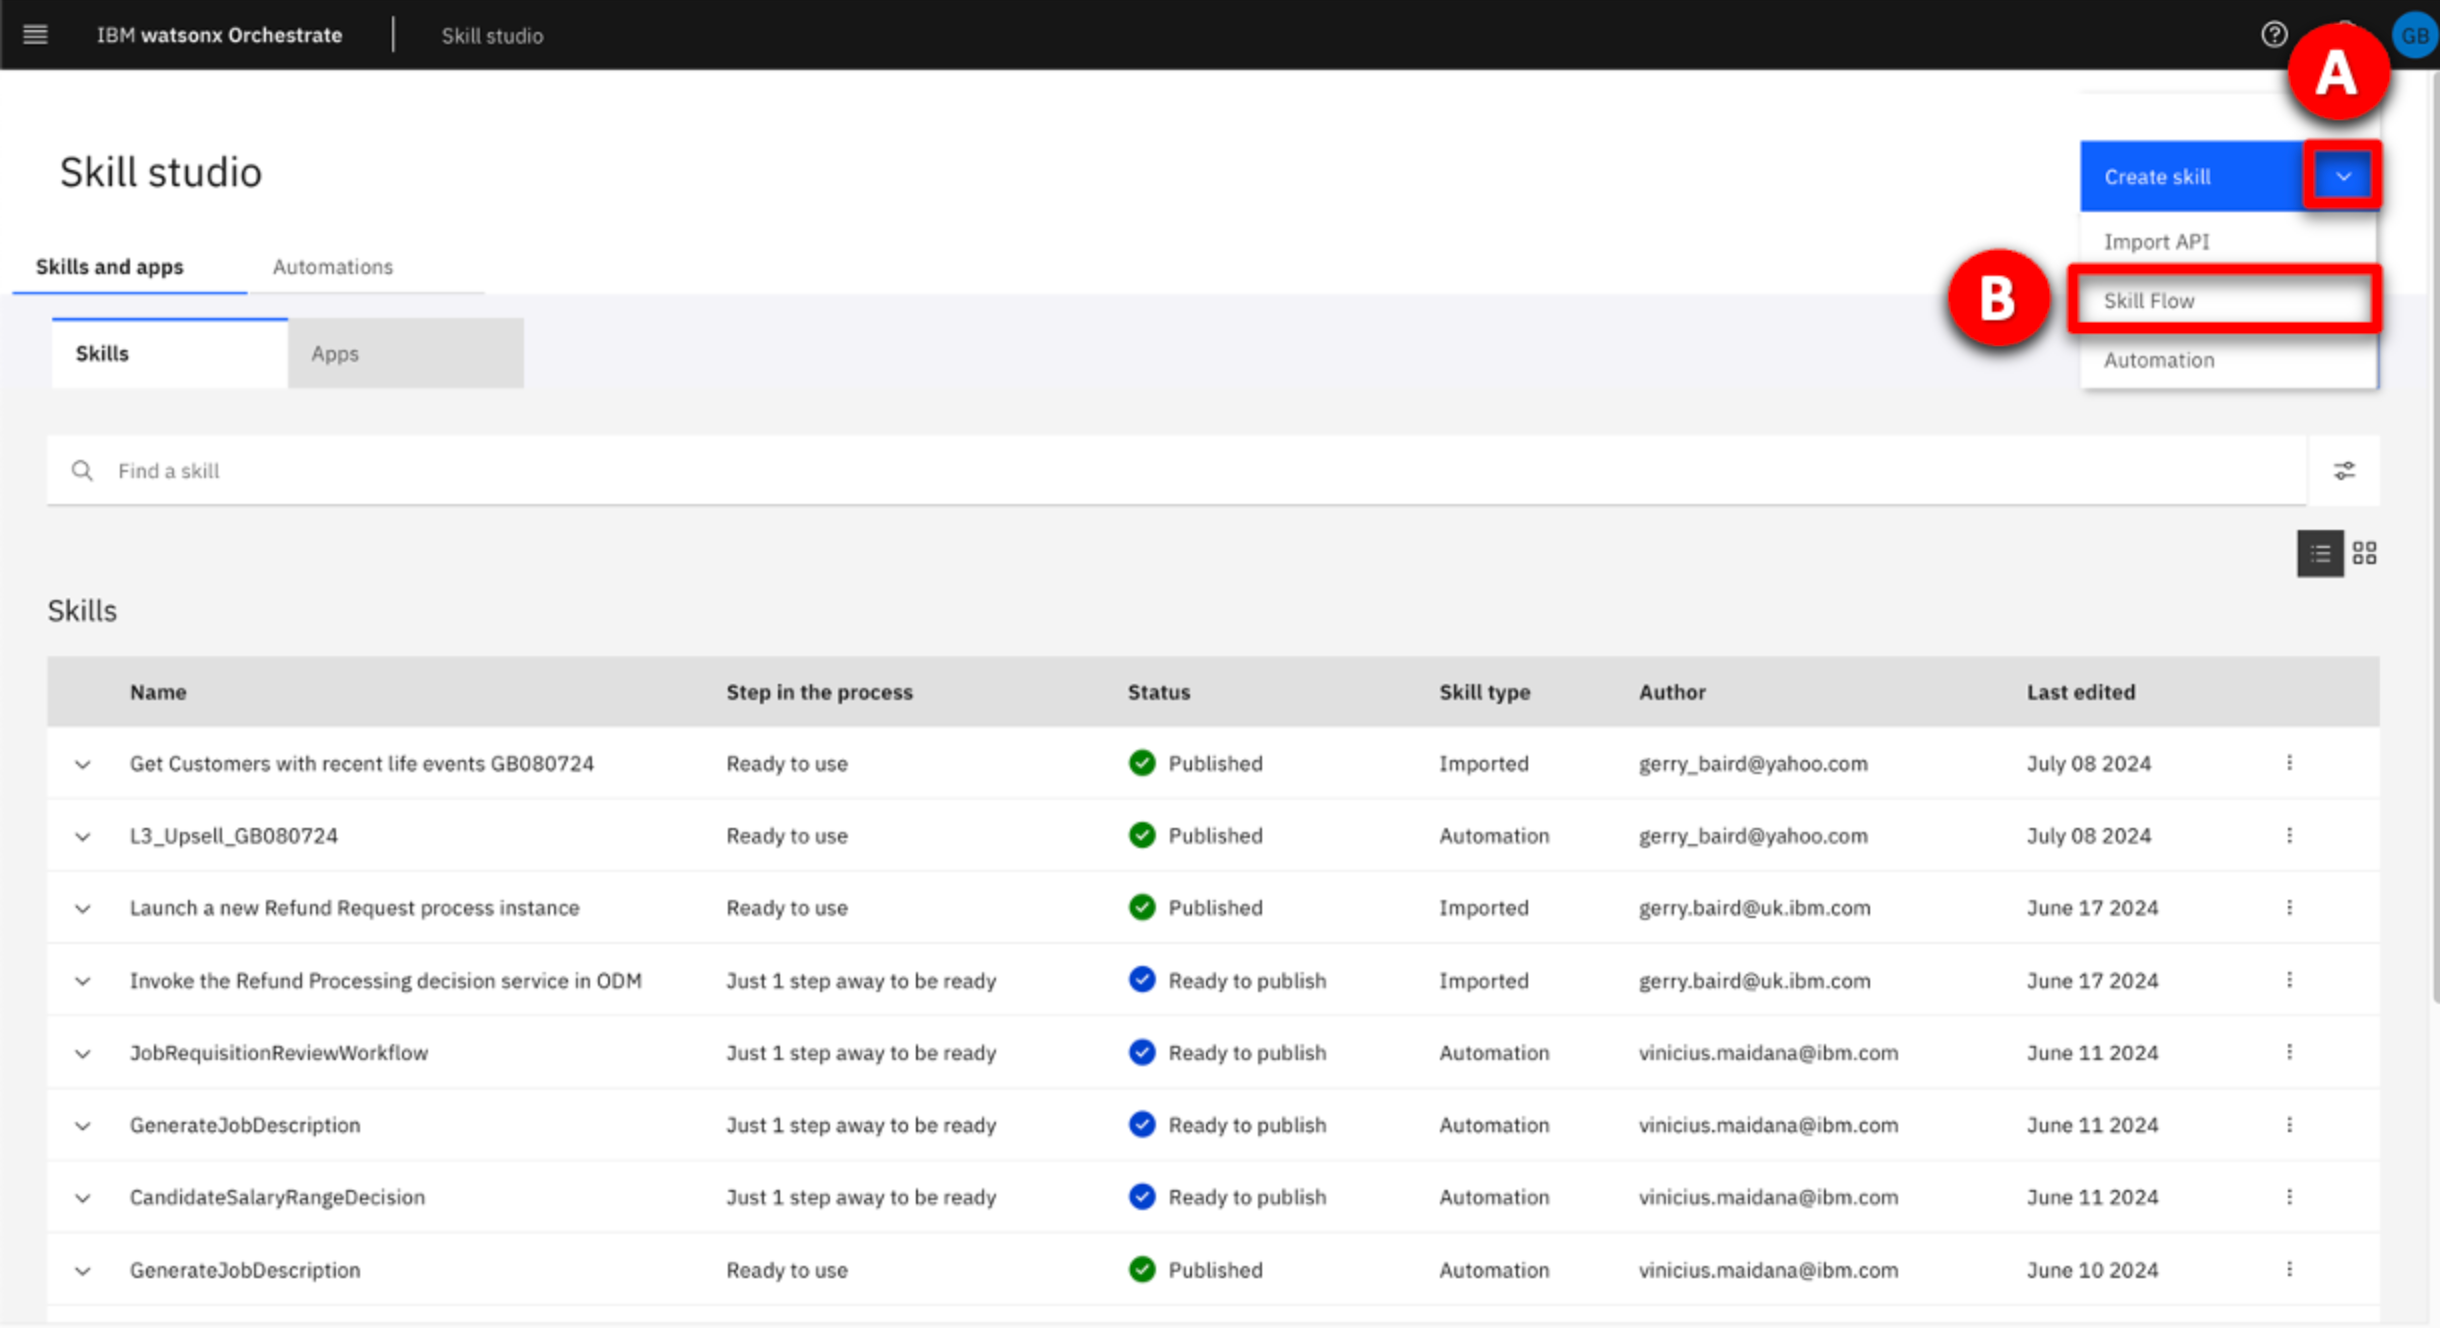 IBM watsonx Orchestrate Skill studio GB
A
Skill studio
Create skill
Import API
Skills and apps Automations
B
Skill Flow
Skills Apps
Automation
Find a skill
Skills
Name Step in the process Status Skill type Author Last edited
Get Customers with recent life events GB080724 Ready to use Published Imported gerry_baird@yahoo.com July 08 2024
L3_Upsell_GB080724 Ready to use Published Automation gerry_baird@yahoo.com July 08 2024
Launch a new Refund Request process instance Ready to use Published Imported gerry.baird@uk.ibm.com June 17 2024
Invoke the Refund Processing decision service in ODM Just 1 step away to be ready Ready to publish Imported gerry.baird@uk.ibm.com June 17 2024
JobRequisitionReviewWorkflow Just 1 step away to be ready Ready to publish Automation vinicius.maidana@ibm.com June 11 2024
GenerateJobDescription Just 1 step away to be ready Ready to publish Automation vinicius.maidana@ibm.com June 11 2024
CandidateSalaryRangeDecision Just 1 step away to be ready Ready to publish Automation vinicius.maidana@ibm.com June 11 2024
GenerateJobDescription Ready to use Published Automation vinicius.maidana@ibm.com June 10 2024